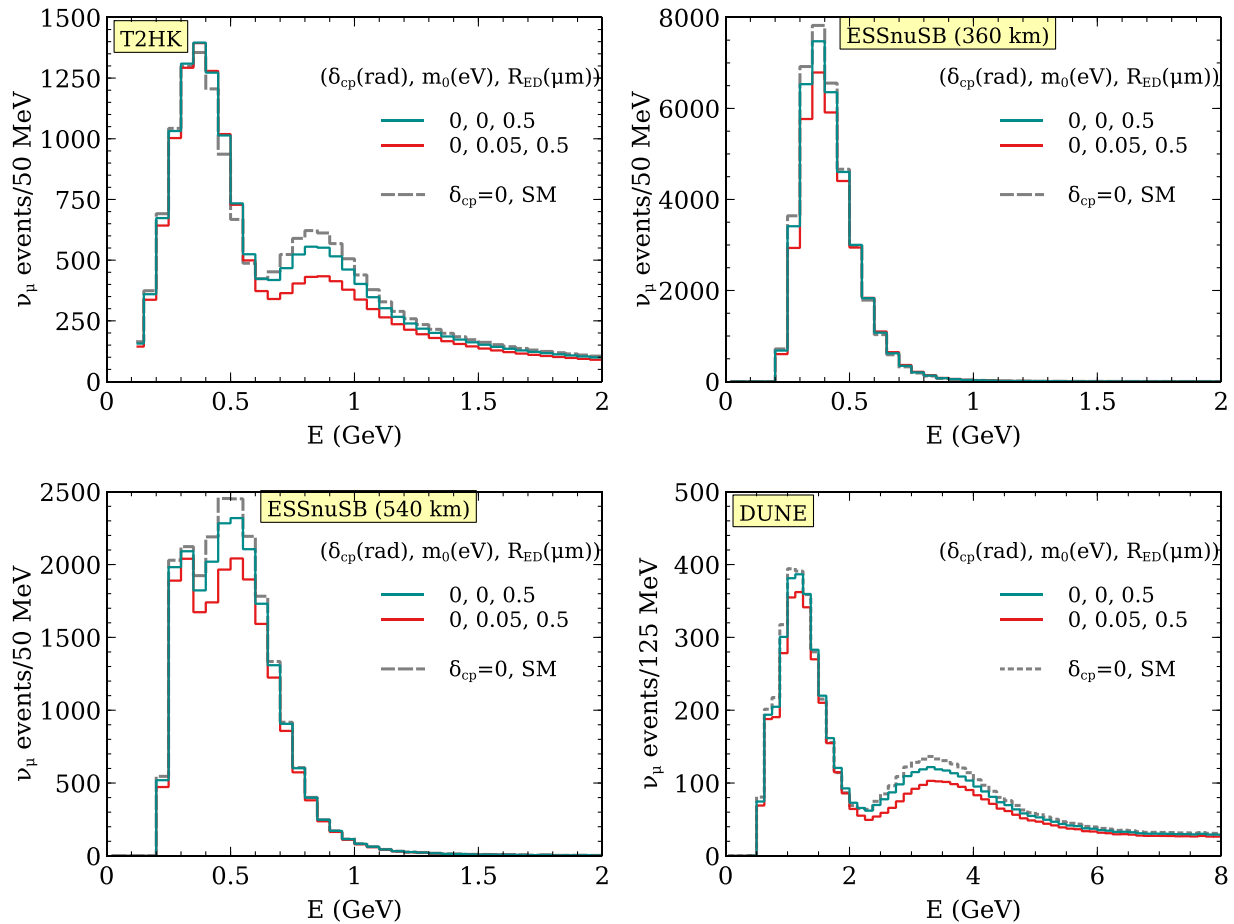 T2HK
(δcp(rad), m0(eV), RED(μm))
0, 0, 0.5
0, 0.05, 0.5
δcp=0, SM
νμ events/50 MeV
1500
1250
1000
750
500
250
0
0 0.5 1 1.5 2
E (GeV)
ESSnuSB (360 km)
(δcp(rad), m0(eV), RED(μm))
0, 0, 0.5
0, 0.05, 0.5
δcp=0, SM
νμ events/50 MeV
8000
6000
4000
2000
0
0 0.5 1 1.5 2
E (GeV)
ESSnuSB (540 km)
(δcp(rad), m0(eV), RED(μm))
0, 0, 0.5
0, 0.05, 0.5
δcp=0, SM
νμ events/50 MeV
2500
2000
1500
1000
500
0
0 0.5 1 1.5 2
E (GeV)
DUNE
(δcp(rad), m0(eV), RED(μm))
0, 0, 0.5
0, 0.05, 0.5
δcp=0, SM
νμ events/125 MeV
500
400
300
200
100
0
0 2 4 6 8
E (GeV)